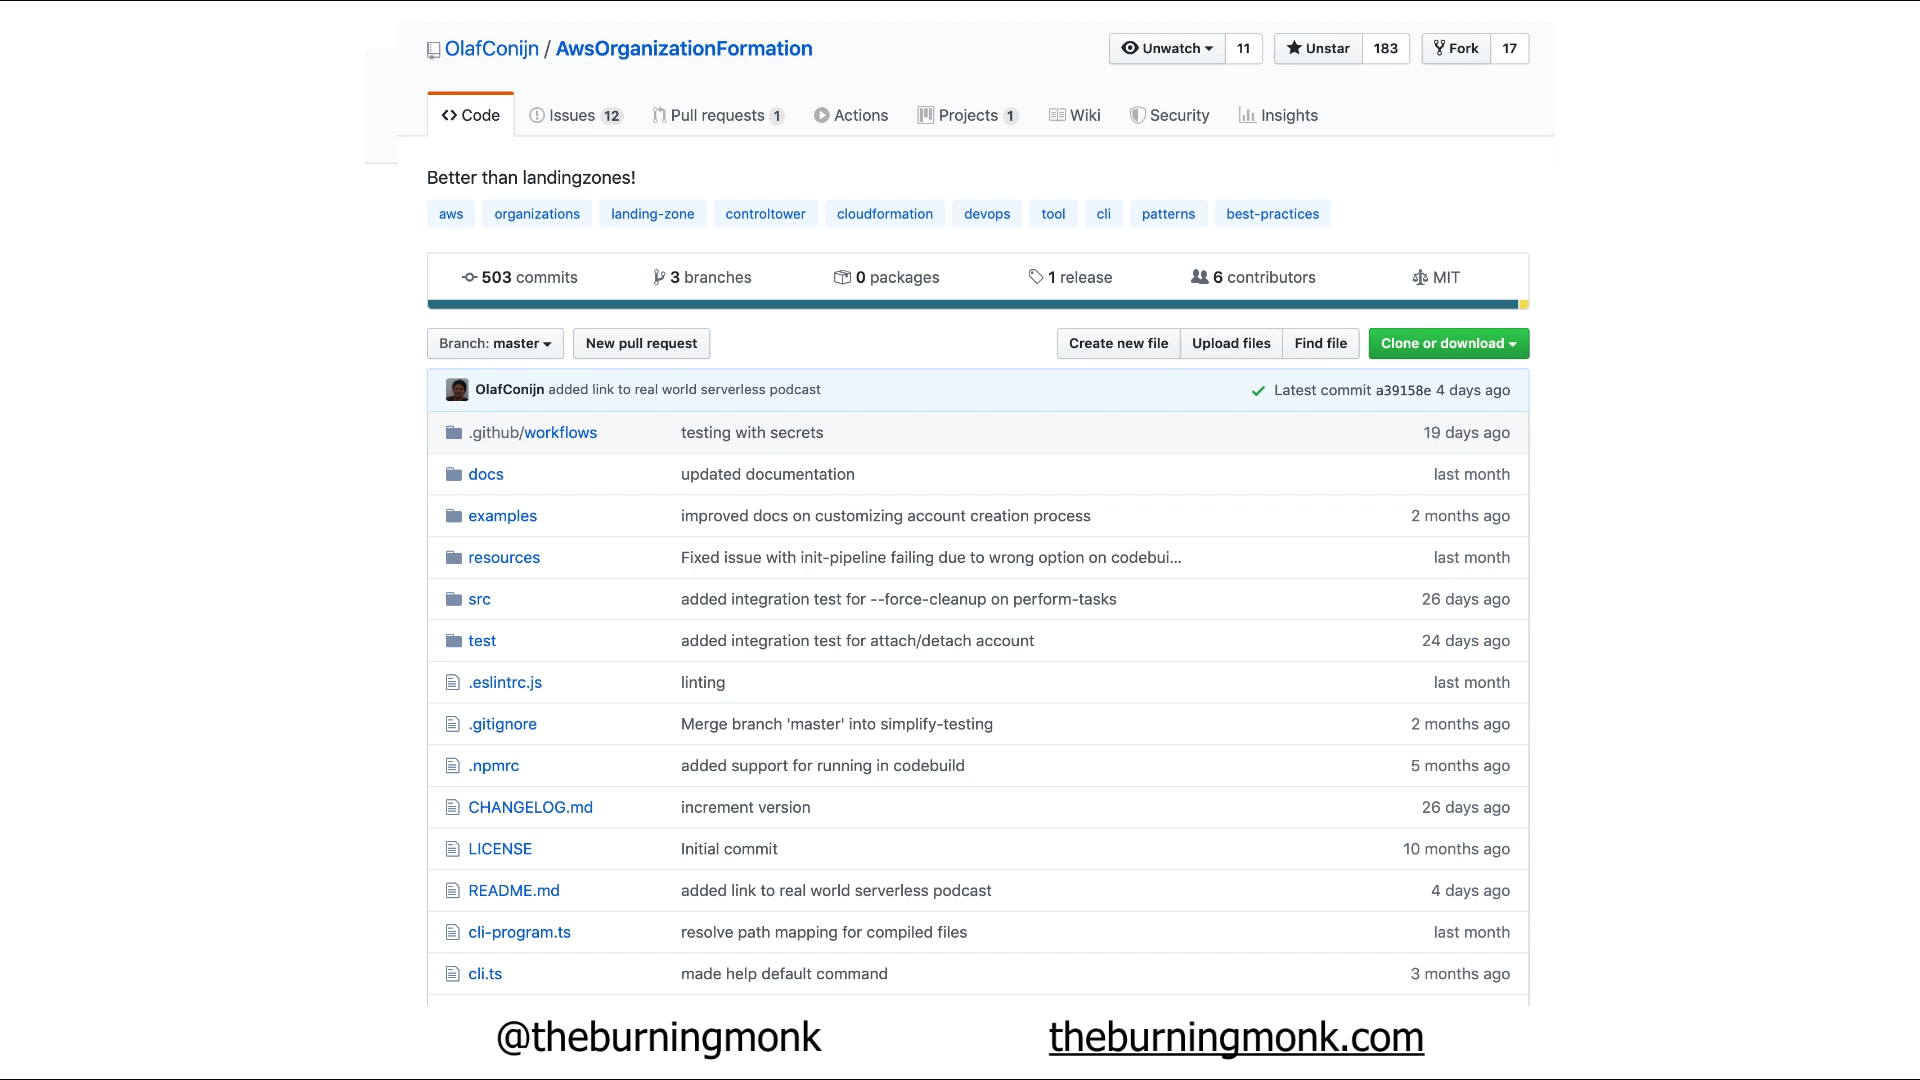 OlafConijn / AwsOrganizationFormation Unwatch 11 Unstar 183 Fork 17
Code Issues 12 Pull requests 1 Actions Projects 1 Wiki Security Insights
Better than landingzones!
aws organizations landing-zone controltower cloudformation devops tool cli patterns best-practices
503 commits 3 branches 0 packages 1 release 6 contributors MIT
Branch: master New pull request Create new file Upload files Find file Clone or download
OlafConijn added link to real world serverless podcast Latest commit a39158e 4 days ago
.github/workflows testing with secrets 19 days ago
docs updated documentation last month
examples improved docs on customizing account creation process 2 months ago
resources Fixed issue with init-pipeline failing due to wrong option on codebui... last month
src added integration test for --force-cleanup on perform-tasks 26 days ago
test added integration test for attach/detach account 24 days ago
.eslintrc.js linting last month
.gitignore Merge branch 'master' into simplify-testing 2 months ago
.npmrc added support for running in codebuild 5 months ago
CHANGELOG.md increment version 26 days ago
LICENSE Initial commit 10 months ago
README.md added link to real world serverless podcast 4 days ago
cli-program.ts resolve path mapping for compiled files last month
cli.ts made help default command 3 months ago
@theburningmonk theburningmonk.com